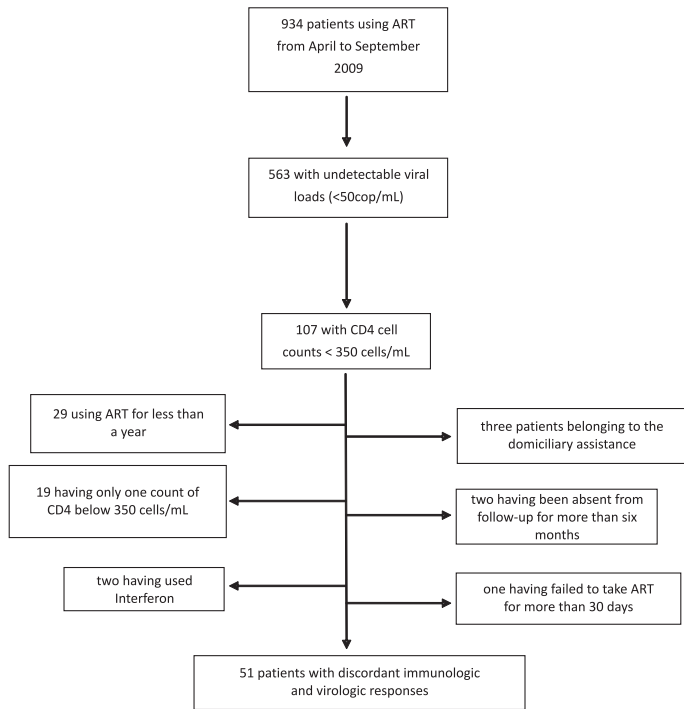 934 patients using ART
from April to September
2009
563 with undetectable viral
loads (<50cop/mL)
107 with CD4 cell
counts < 350 cells/mL
29 using ART for less than
a year
three patients belonging to the
domiciliary assistance
19 having only one count of
CD4 below 350 cells/mL
two having been absent from
follow-up for more than six
months
two having used
Interferon
one having failed to take ART
for more than 30 days
51 patients with discordant immunologic
and virologic responses